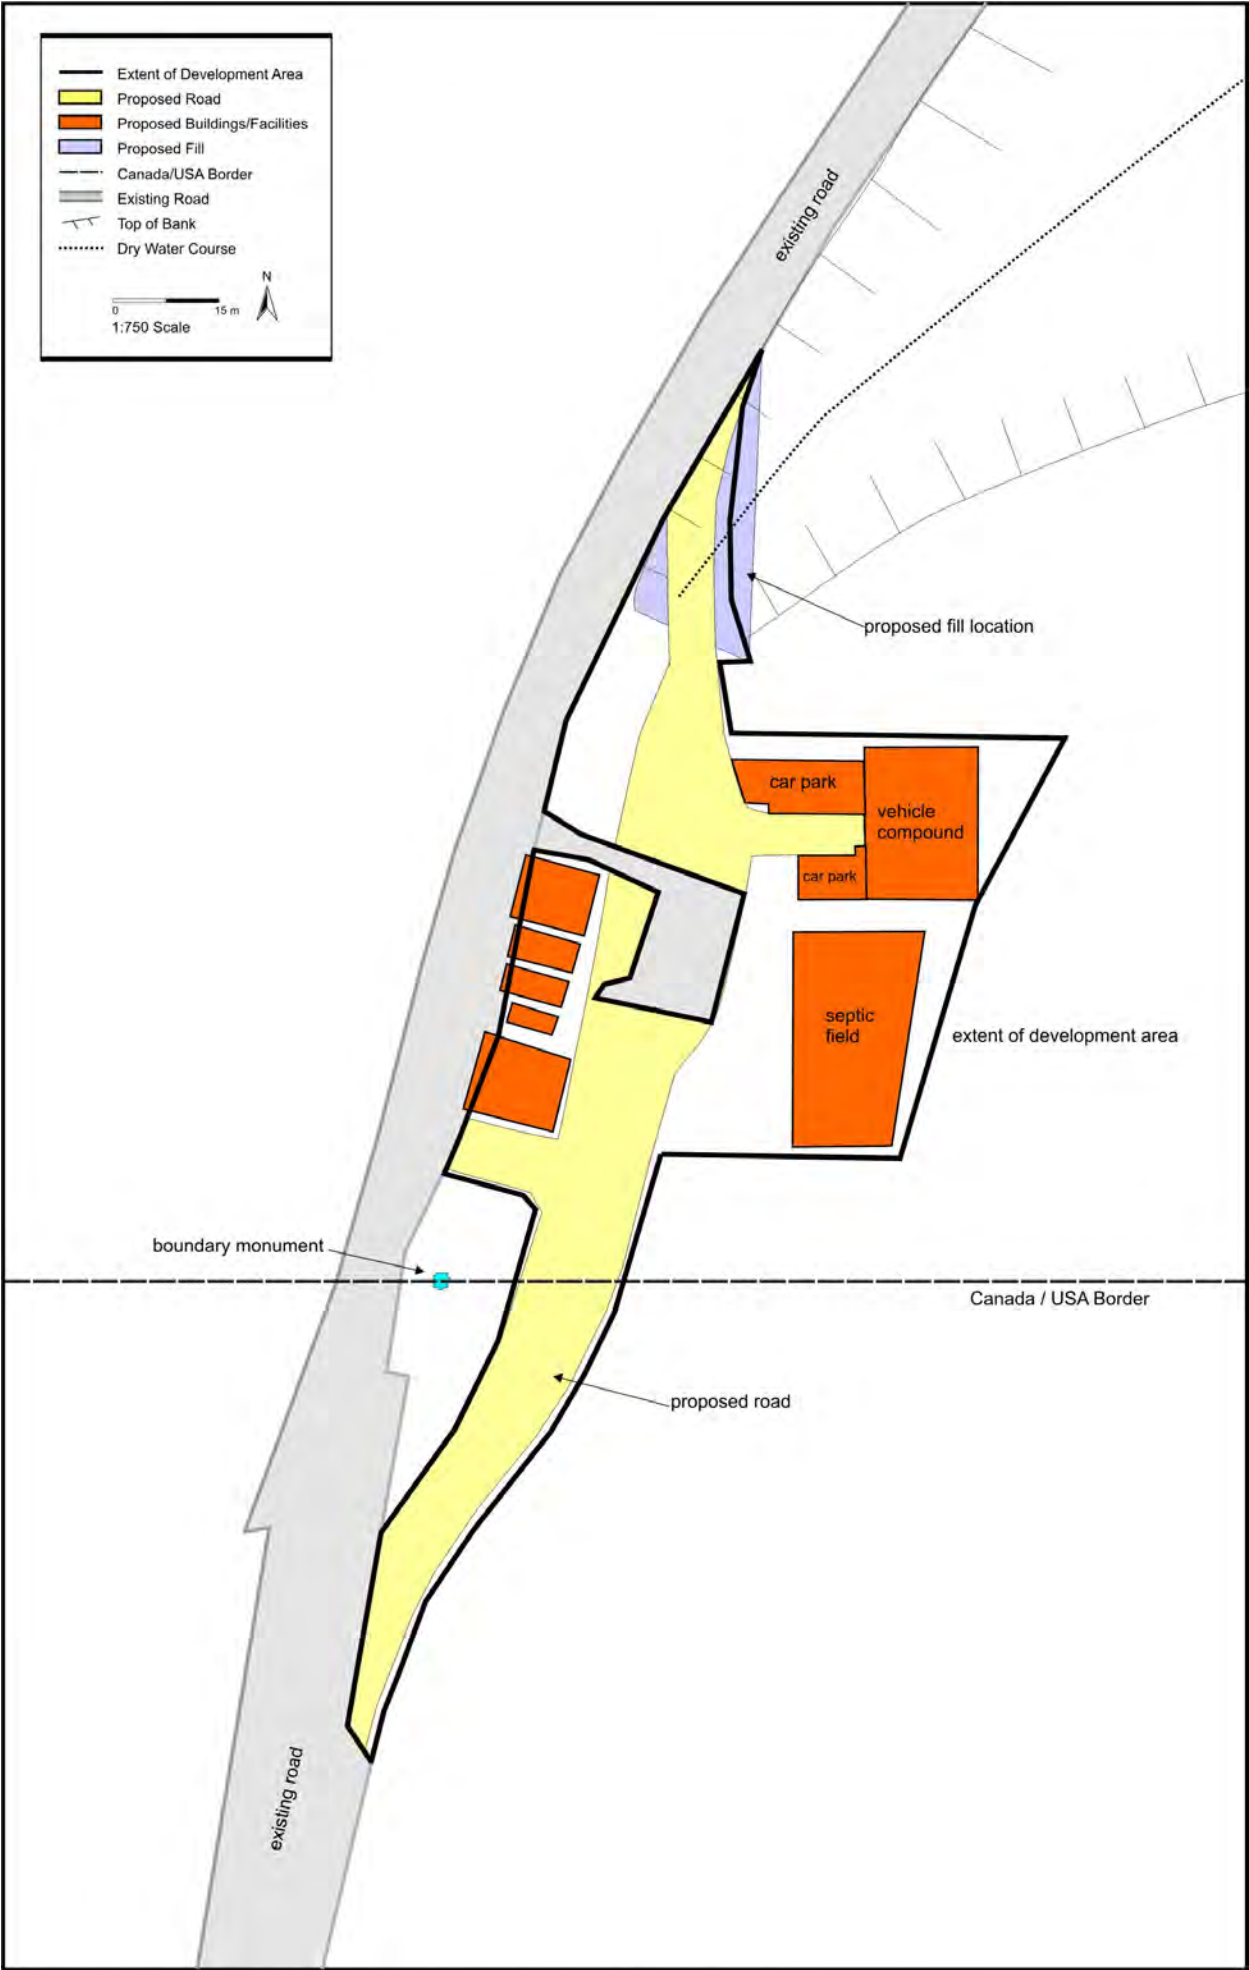 Extent of Development Area
Proposed Road
Proposed Buildings/Facilities
Proposed Fill
Canada/USA Border
Existing Road
Top of Bank
Dry Water Course
N
0 15 m
1:750 Scale
existing road
proposed fill location
car park
vehicle
compound
car park
septic
field
extent of development area
boundary monument
Canada / USA Border
proposed road
existing road